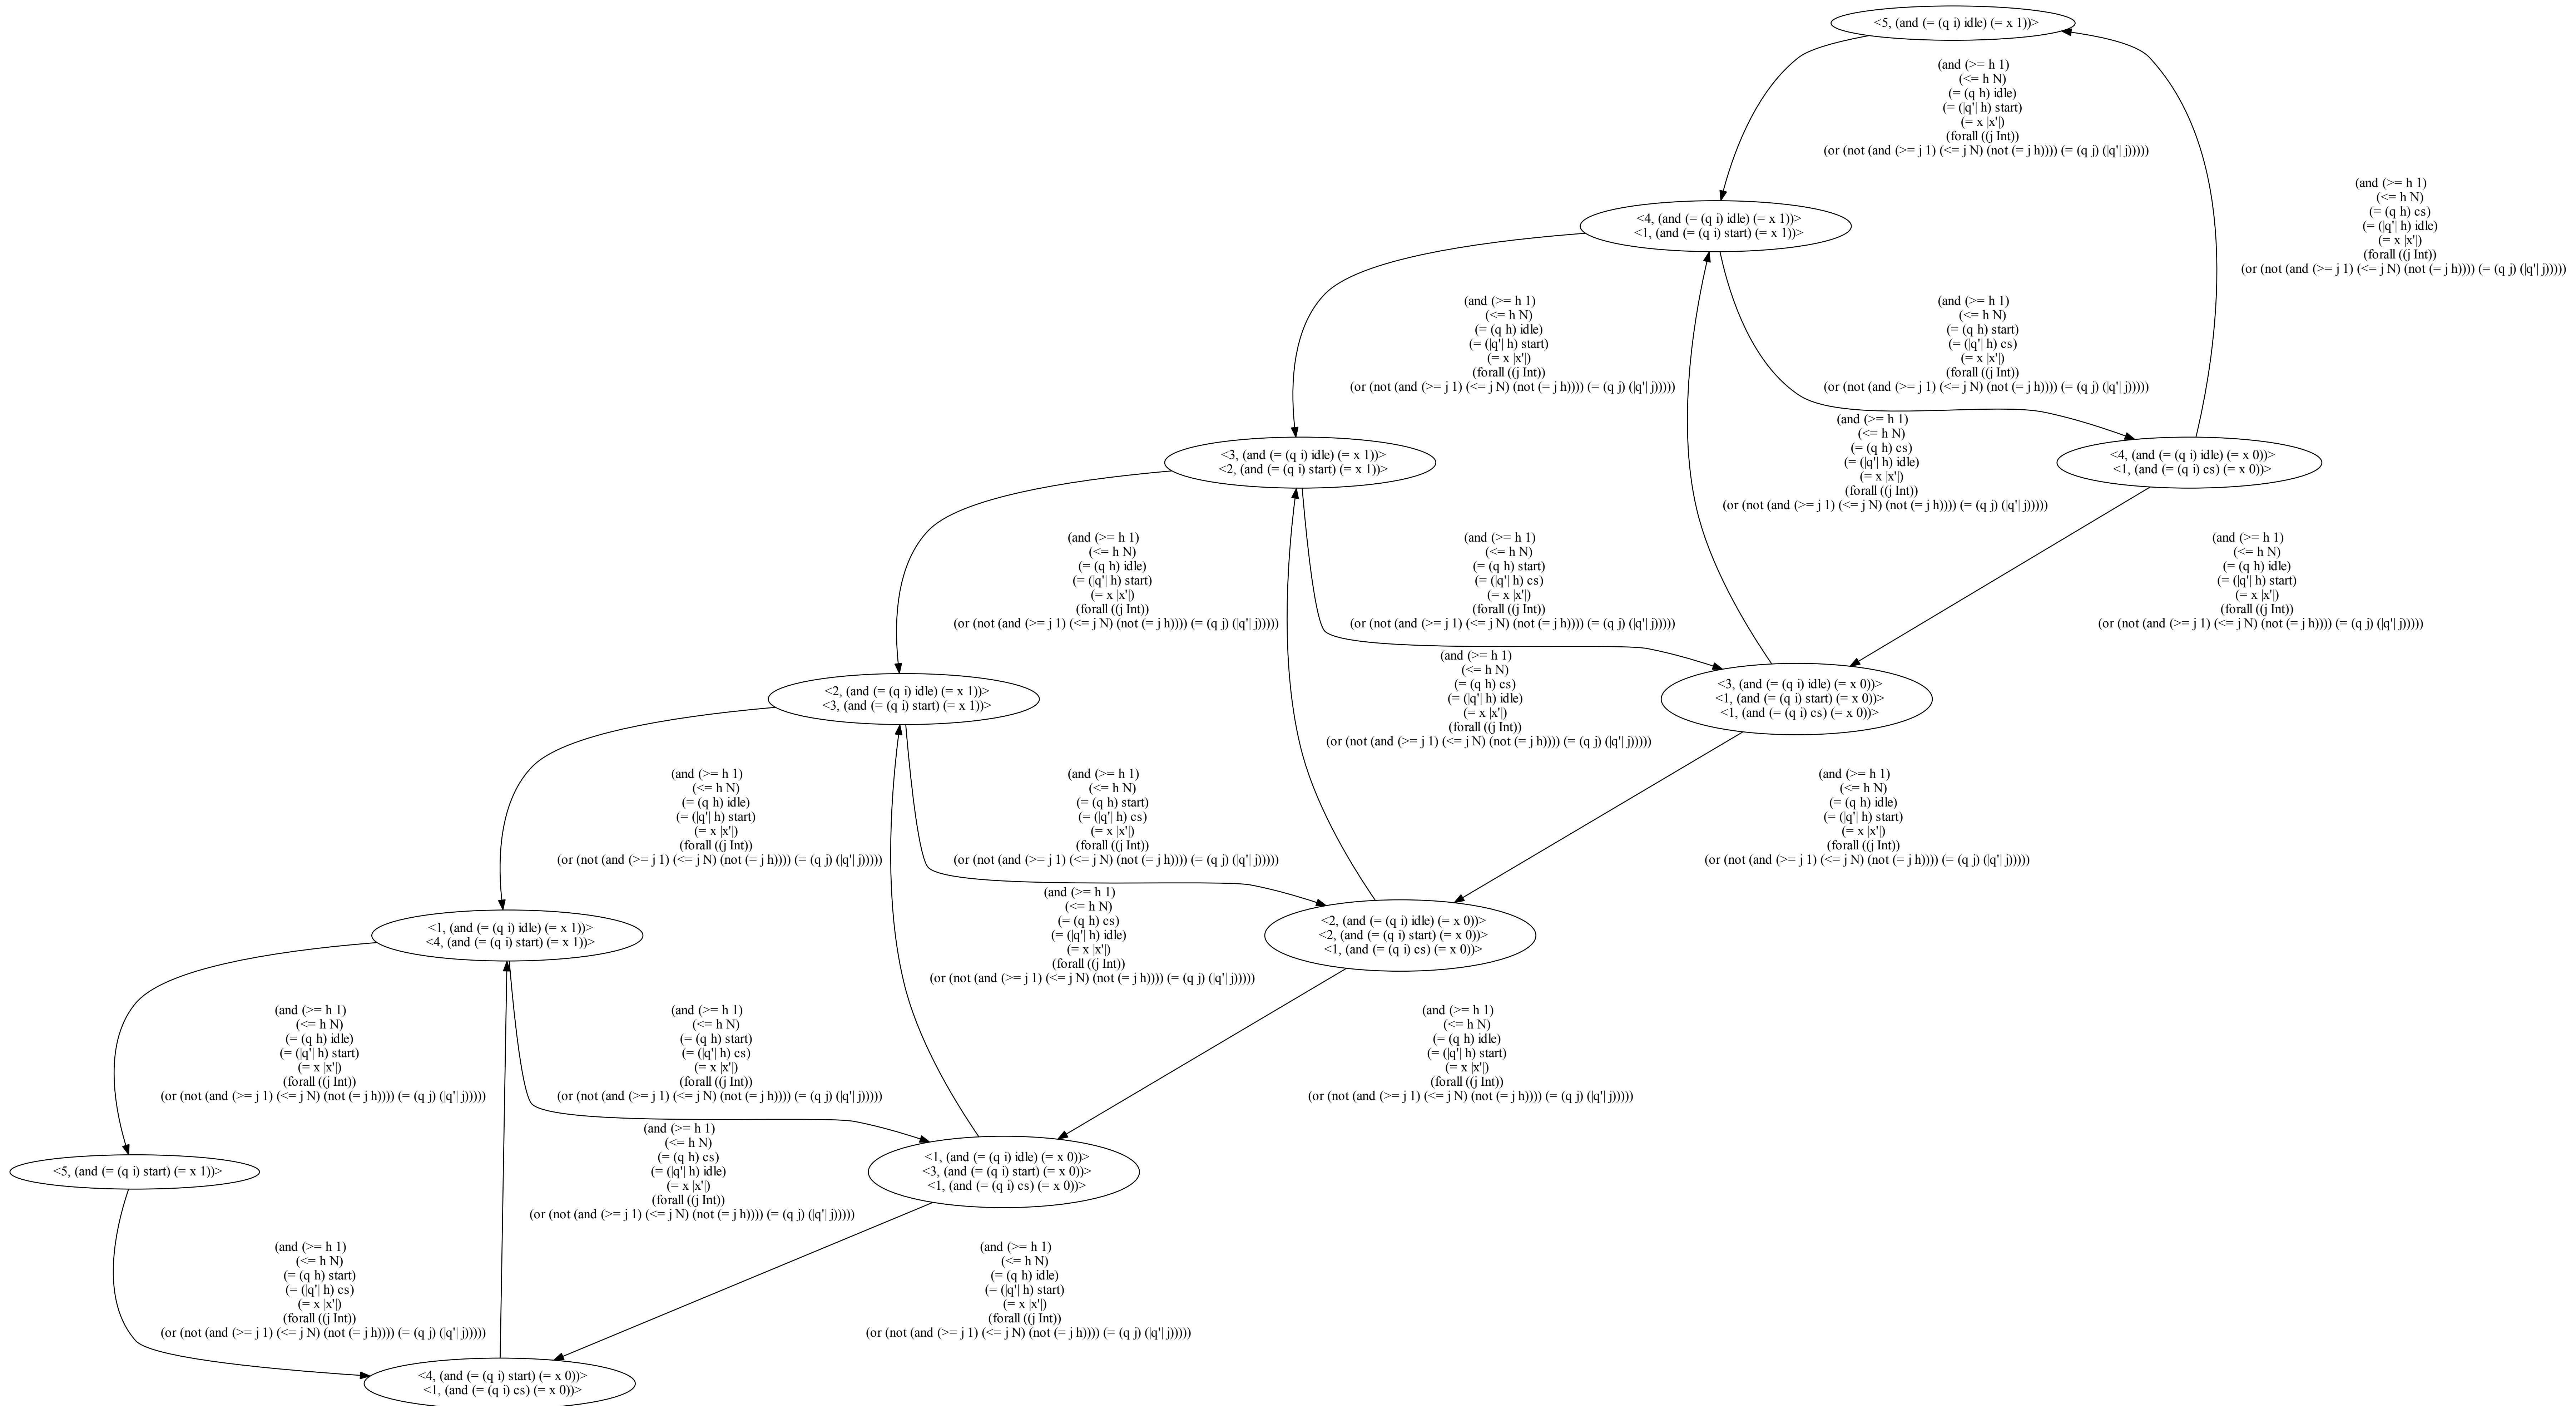 <5, (and (= (q i) idle) (= x 1))>
(and (>= h 1)
(<= h N)
(= (q h) idle)
(= (|q'| h) start)
(= x |x'|)
(forall ((j Int))
(or (not (and (>= j 1) (<= j N) (not (= j h)))) (= (q j) (|q'| j)))))
(and (>= h 1)
(<= h N)
(= (q h) cs)
(= (|q'| h) idle)
(= x |x'|)
(forall ((j Int))
(or (not (and (>= j 1) (<= j N) (not (= j h)))) (= (q j) (|q'| j)))))
<4, (and (= (q i) idle) (= x 1))>
<1, (and (= (q i) start) (= x 1))>
(and (>= h 1)
(<= h N)
(= (q h) idle)
(= (|q'| h) start)
(= x |x'|)
(forall ((j Int))
(or (not (and (>= j 1) (<= j N) (not (= j h)))) (= (q j) (|q'| j)))))
(and (>= h 1)
(<= h N)
(= (q h) start)
(= (|q'| h) cs)
(= x |x'|)
(forall ((j Int))
(or (not (and (>= j 1) (<= j N) (not (= j h)))) (= (q j) (|q'| j)))))
(and (>= h 1)
(<= h N)
(= (q h) cs)
(= (|q'| h) idle)
(= x |x'|)
(forall ((j Int))
(or (not (and (>= j 1) (<= j N) (not (= j h)))) (= (q j) (|q'| j)))))
<3, (and (= (q i) idle) (= x 1))>
<2, (and (= (q i) start) (= x 1))>
<4, (and (= (q i) idle) (= x 0))>
<1, (and (= (q i) cs) (= x 0))>
(and (>= h 1)
(<= h N)
(= (q h) idle)
(= (|q'| h) start)
(= x |x'|)
(forall ((j Int))
(or (not (and (>= j 1) (<= j N) (not (= j h)))) (= (q j) (|q'| j)))))
(and (>= h 1)
(<= h N)
(= (q h) start)
(= (|q'| h) cs)
(= x |x'|)
(forall ((j Int))
(or (not (and (>= j 1) (<= j N) (not (= j h)))) (= (q j) (|q'| j)))))
(and (>= h 1)
(<= h N)
(= (q h) idle)
(= (|q'| h) start)
(= x |x'|)
(forall ((j Int))
(or (not (and (>= j 1) (<= j N) (not (= j h)))) (= (q j) (|q'| j)))))
(and (>= h 1)
(<= h N)
(= (q h) cs)
(= (|q'| h) idle)
(= x |x'|)
(forall ((j Int))
(or (not (and (>= j 1) (<= j N) (not (= j h)))) (= (q j) (|q'| j)))))
<2, (and (= (q i) idle) (= x 1))>
<3, (and (= (q i) start) (= x 1))>
<3, (and (= (q i) idle) (= x 0))>
<1, (and (= (q i) start) (= x 0))>
<1, (and (= (q i) cs) (= x 0))>
(and (>= h 1)
(<= h N)
(= (q h) idle)
(= (|q'| h) start)
(= x |x'|)
(forall ((j Int))
(or (not (and (>= j 1) (<= j N) (not (= j h)))) (= (q j) (|q'| j)))))
(and (>= h 1)
(<= h N)
(= (q h) start)
(= (|q'| h) cs)
(= x |x'|)
(forall ((j Int))
(or (not (and (>= j 1) (<= j N) (not (= j h)))) (= (q j) (|q'| j)))))
(and (>= h 1)
(<= h N)
(= (q h) idle)
(= (|q'| h) start)
(= x |x'|)
(forall ((j Int))
(or (not (and (>= j 1) (<= j N) (not (= j h)))) (= (q j) (|q'| j)))))
(and (>= h 1)
(<= h N)
(= (q h) cs)
(= (|q'| h) idle)
(= x |x'|)
(forall ((j Int))
(or (not (and (>= j 1) (<= j N) (not (= j h)))) (= (q j) (|q'| j)))))
<1, (and (= (q i) idle) (= x 1))>
<4, (and (= (q i) start) (= x 1))>
<2, (and (= (q i) idle) (= x 0))>
<2, (and (= (q i) start) (= x 0))>
<1, (and (= (q i) cs) (= x 0))>
(and (>= h 1)
(<= h N)
(= (q h) idle)
(= (|q'| h) start)
(= x |x'|)
(forall ((j Int))
(or (not (and (>= j 1) (<= j N) (not (= j h)))) (= (q j) (|q'| j)))))
(and (>= h 1)
(<= h N)
(= (q h) start)
(= (|q'| h) cs)
(= x |x'|)
(forall ((j Int))
(or (not (and (>= j 1) (<= j N) (not (= j h)))) (= (q j) (|q'| j)))))
(and (>= h 1)
(<= h N)
(= (q h) idle)
(= (|q'| h) start)
(= x |x'|)
(forall ((j Int))
(or (not (and (>= j 1) (<= j N) (not (= j h)))) (= (q j) (|q'| j)))))
(and (>= h 1)
(<= h N)
(= (q h) cs)
(= (|q'| h) idle)
(= x |x'|)
(forall ((j Int))
(or (not (and (>= j 1) (<= j N) (not (= j h)))) (= (q j) (|q'| j)))))
<5, (and (= (q i) start) (= x 1))>
<1, (and (= (q i) idle) (= x 0))>
<3, (and (= (q i) start) (= x 0))>
<1, (and (= (q i) cs) (= x 0))>
(and (>= h 1)
(<= h N)
(= (q h) start)
(= (|q'| h) cs)
(= x |x'|)
(forall ((j Int))
(or (not (and (>= j 1) (<= j N) (not (= j h)))) (= (q j) (|q'| j)))))
(and (>= h 1)
(<= h N)
(= (q h) idle)
(= (|q'| h) start)
(= x |x'|)
(forall ((j Int))
(or (not (and (>= j 1) (<= j N) (not (= j h)))) (= (q j) (|q'| j)))))
<4, (and (= (q i) start) (= x 0))>
<1, (and (= (q i) cs) (= x 0))>